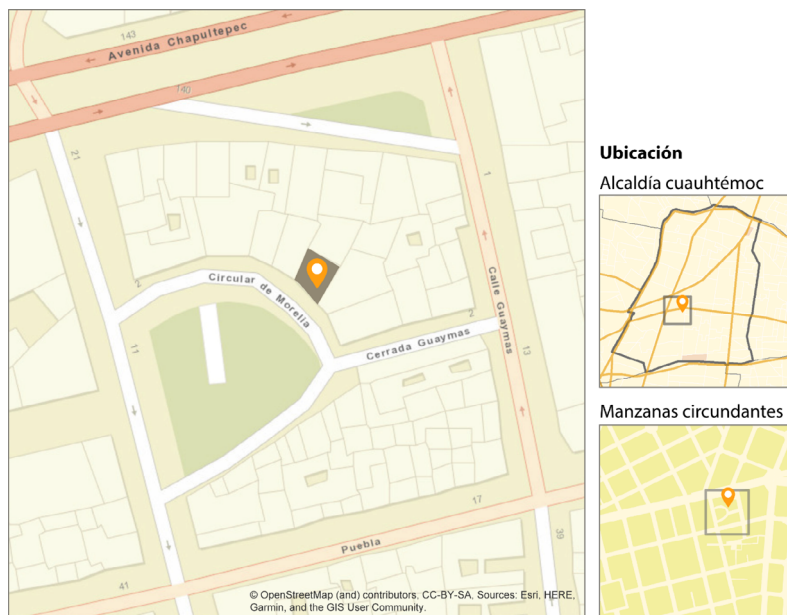 143
Avenida Chapultepec
140
21
1
Ubicación
Alcaldía cuauhtémoc
2
Circular de Morelia
Calle Guaymas
2
11
Cerrada Guaymas
13
Manzanas circundantes
17
Puebla
39
41
© OpenStreetMap (and) contributors, CC-BY-SA, Sources: Esri, HERE,
Garmin, and the GIS User Community.